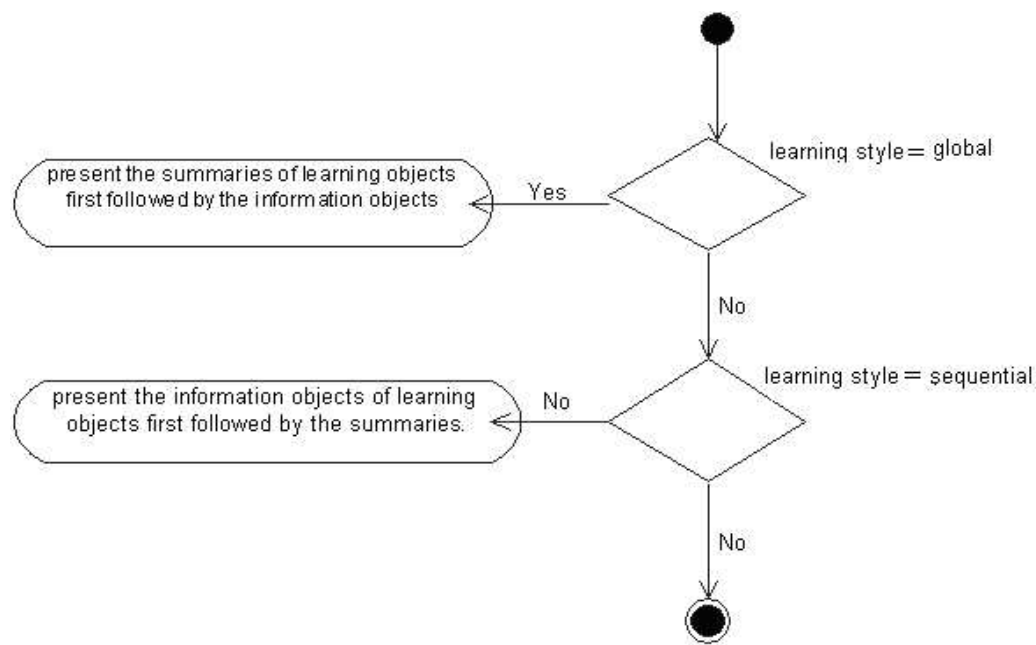 learning style = global
present the summaries of learning objects
first followed by the information objects
Yes
No
learning style = sequential
present the information objects of learning
objects first followed by the summaries.
No
No